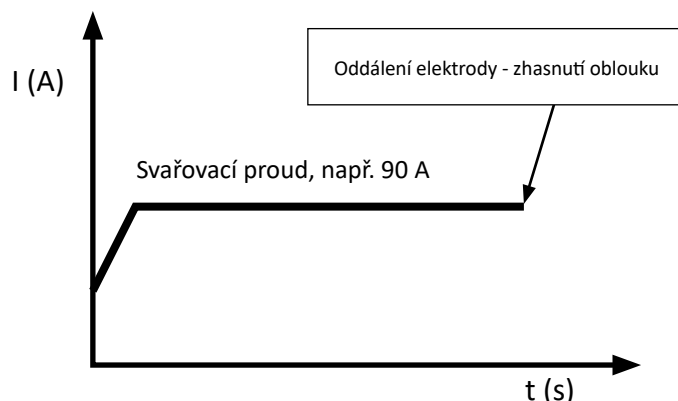 I (A)
Oddálení elektrody - zhasnutí oblouku
Svařovací proud, např. 90 A
t (s)